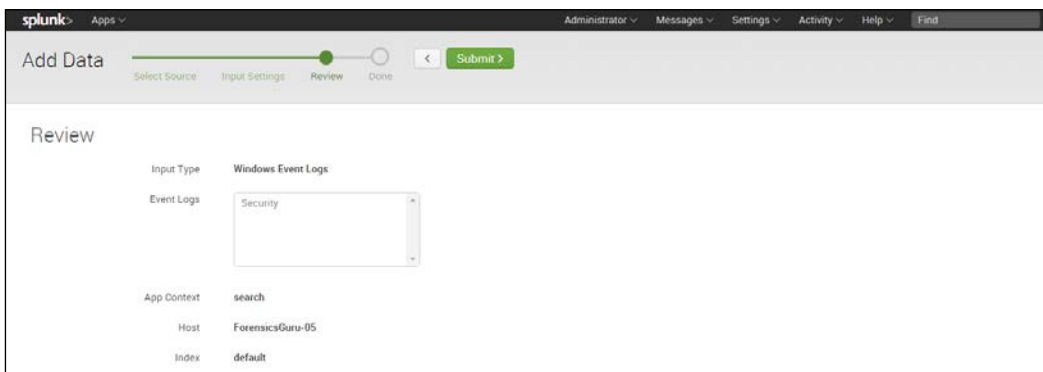 splunk> Apps Administrator Messages Settings Activity Help Find
Add Data
Select Source Input Settings Review Done < Submit >
Review
Input Type Windows Event Logs
Event Logs Security
App Context search
Host ForensicsGuru-05
Index default